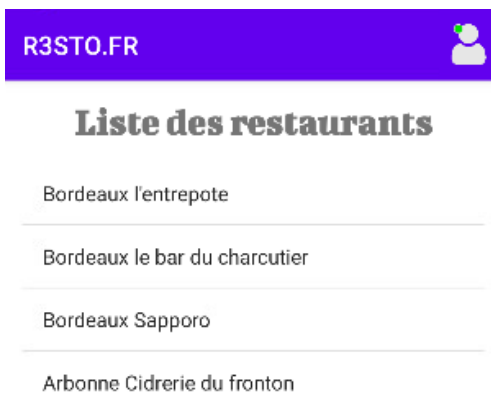 R3STO.FR
Liste des restaurants
Bordeaux l'entrepote
Bordeaux le bar du charcutier
Bordeaux Sapporo
Arbonne Cidrerie du fronton